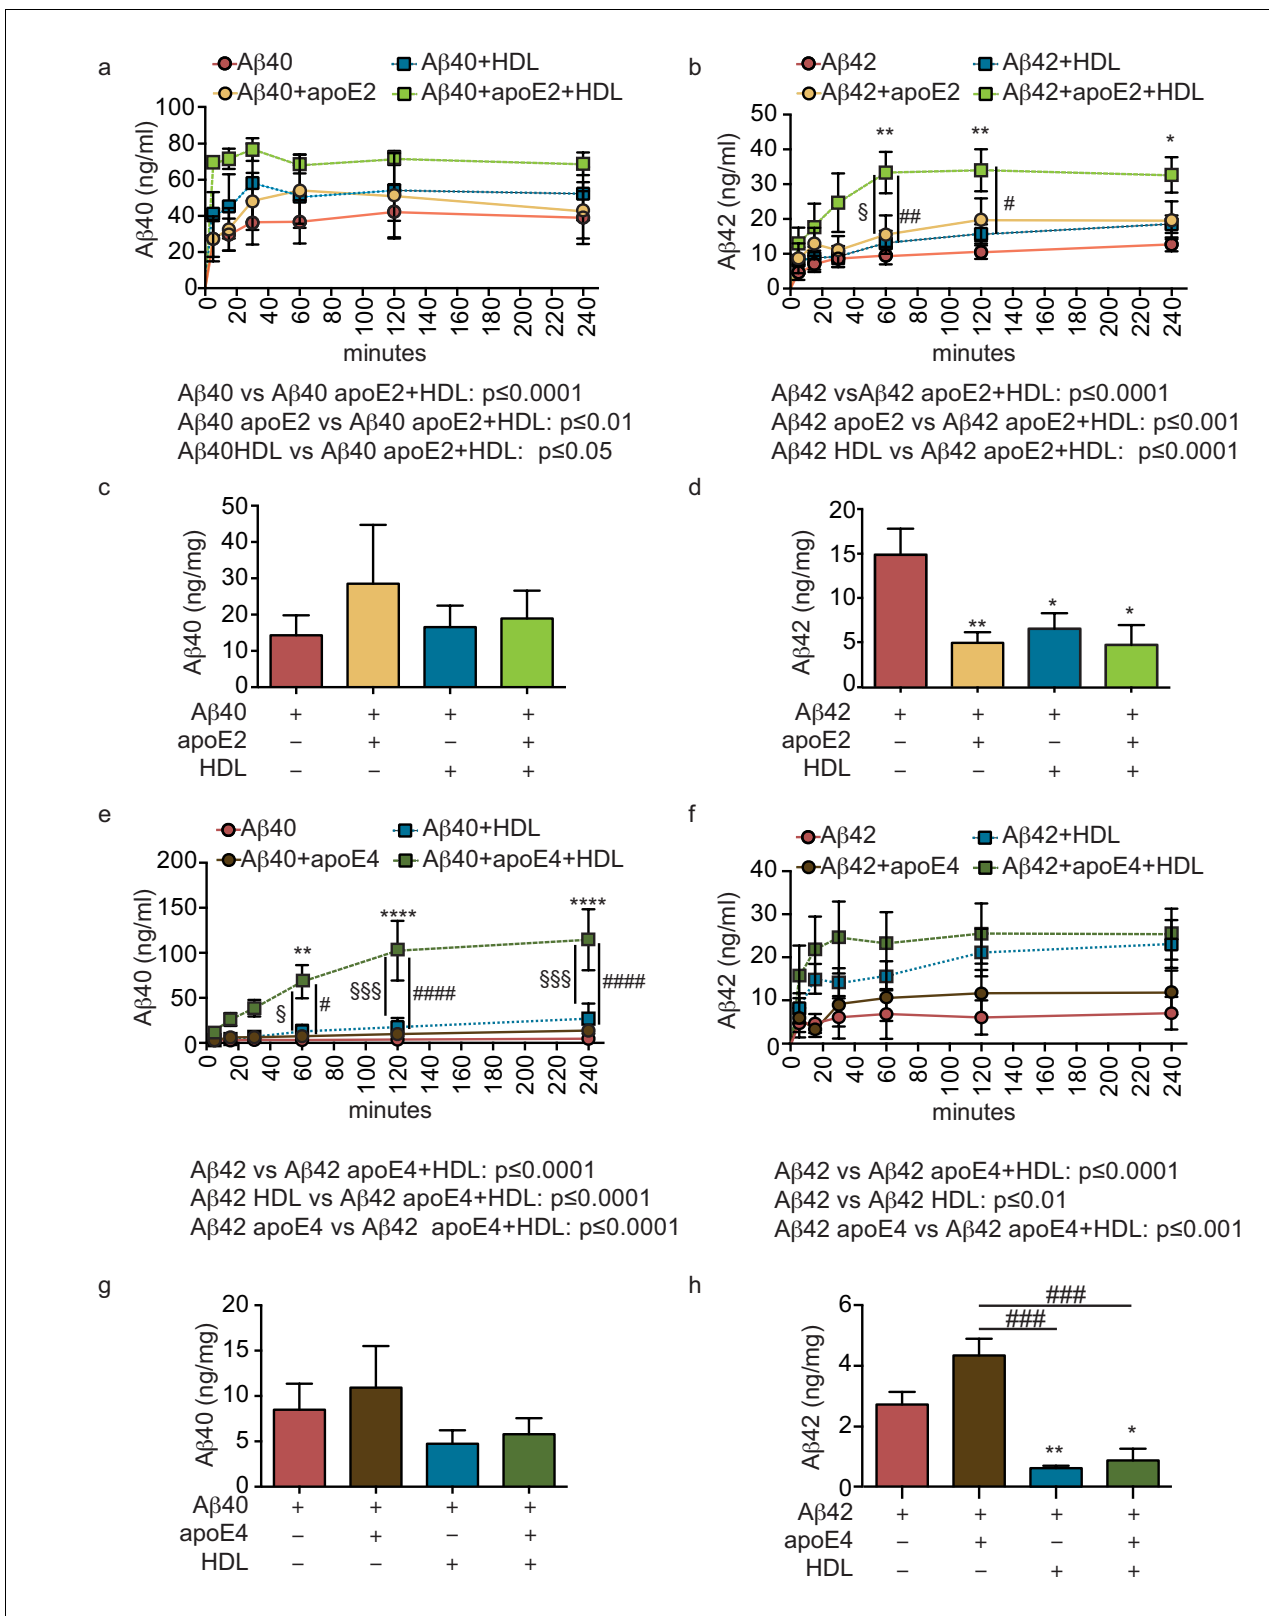 a
Aβ40
Aβ40+HDL
Aβ40+apoE2
Aβ40+apoE2+HDL
Aβ40 (ng/ml)
100
80
60
40
20
0
0 20 40 60 80 100 120 140 160 180 200 220 240
minutes
Aβ40 vs Aβ40 apoE2+HDL: p≤0.0001
Aβ40 apoE2 vs Aβ40 apoE2+HDL: p≤0.01
Aβ40HDL vs Aβ40 apoE2+HDL: p≤0.05
b
Aβ42
Aβ42+HDL
Aβ42+apoE2
Aβ42+apoE2+HDL
Aβ42 (ng/ml)
50
40
30
20
10
0
** ** *
§ ## #
0 20 40 60 80 100 120 140 160 180 200 220 240
minutes
Aβ42 vsAβ42 apoE2+HDL: p≤0.0001
Aβ42 apoE2 vs Aβ42 apoE2+HDL: p≤0.001
Aβ42 HDL vs Aβ42 apoE2+HDL: p≤0.0001
c
Aβ40 (ng/mg)
50
40
30
20
10
0
Aβ40 + + + +
apoE2 – + – +
HDL – – + +
d
Aβ42 (ng/mg)
20
15
10
5
0
** * *
Aβ42 + + + +
apoE2 – + – +
HDL – – + +
e
Aβ40
Aβ40+HDL
Aβ40+apoE4
Aβ40+apoE4+HDL
Aβ40 (ng/ml)
200
150
100
50
0
** **** ****
§ # §§§ #### §§§ ####
0 20 40 60 80 100 120 140 160 180 200 220 240
minutes
Aβ42 vs Aβ42 apoE4+HDL: p≤0.0001
Aβ42 HDL vs Aβ42 apoE4+HDL: p≤0.0001
Aβ42 apoE4 vs Aβ42 apoE4+HDL: p≤0.0001
f
Aβ42
Aβ42+HDL
Aβ42+apoE4
Aβ42+apoE4+HDL
Aβ42 (ng/ml)
40
30
20
10
0
0 20 40 60 80 100 120 140 160 180 200 220 240
minutes
Aβ42 vs Aβ42 apoE4+HDL: p≤0.0001
Aβ42 vs Aβ42 HDL: p≤0.01
Aβ42 apoE4 vs Aβ42 apoE4+HDL: p≤0.001
g
Aβ40 (ng/mg)
20
15
10
5
0
Aβ40 + + + +
apoE4 – + – +
HDL – – + +
h
Aβ42 (ng/mg)
6
4
2
0
###
###
** *
Aβ42 + + + +
apoE4 – + – +
HDL – – + +